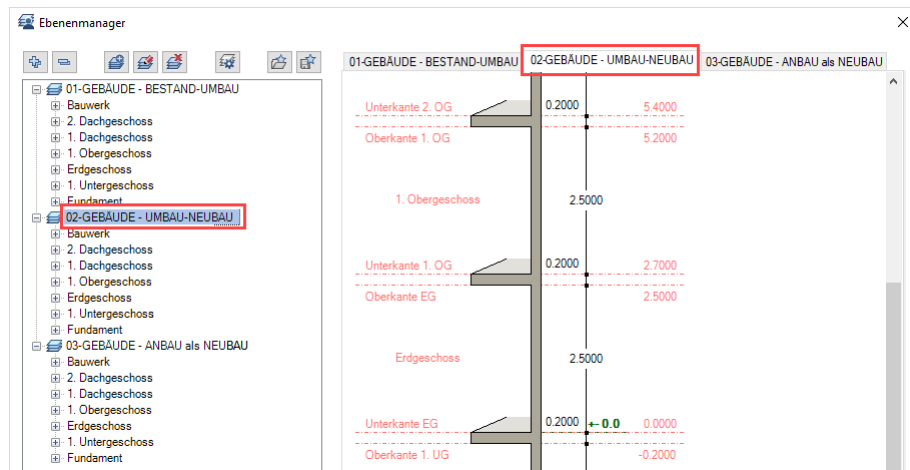 Ebenenmanager
01-GEBÄUDE - BESTAND-UMBAU
Bauwerk
2. Dachgeschoss
1. Dachgeschoss
1. Obergeschoss
Erdgeschoss
1. Untergeschoss
Fundament
02-GEBÄUDE - UMBAU-NEUBAU
Bauwerk
2. Dachgeschoss
1. Dachgeschoss
1. Obergeschoss
Erdgeschoss
1. Untergeschoss
Fundament
03-GEBÄUDE - ANBAU als NEUBAU
Bauwerk
2. Dachgeschoss
1. Dachgeschoss
1. Obergeschoss
Erdgeschoss
1. Untergeschoss
Fundament
01-GEBÄUDE - BESTAND-UMBAU 02-GEBÄUDE - UMBAU-NEUBAU 03-GEBÄUDE - ANBAU als NEUBAU
Unterkante 2. OG 0.2000 5.4000
Oberkante 1. OG 5.2000
1. Obergeschoss 2.5000
Unterkante 1. OG 0.2000 2.7000
Oberkante EG 2.5000
Erdgeschoss 2.5000
Unterkante EG 0.2000 +- 0.0 0.0000
Oberkante 1. UG -0.2000